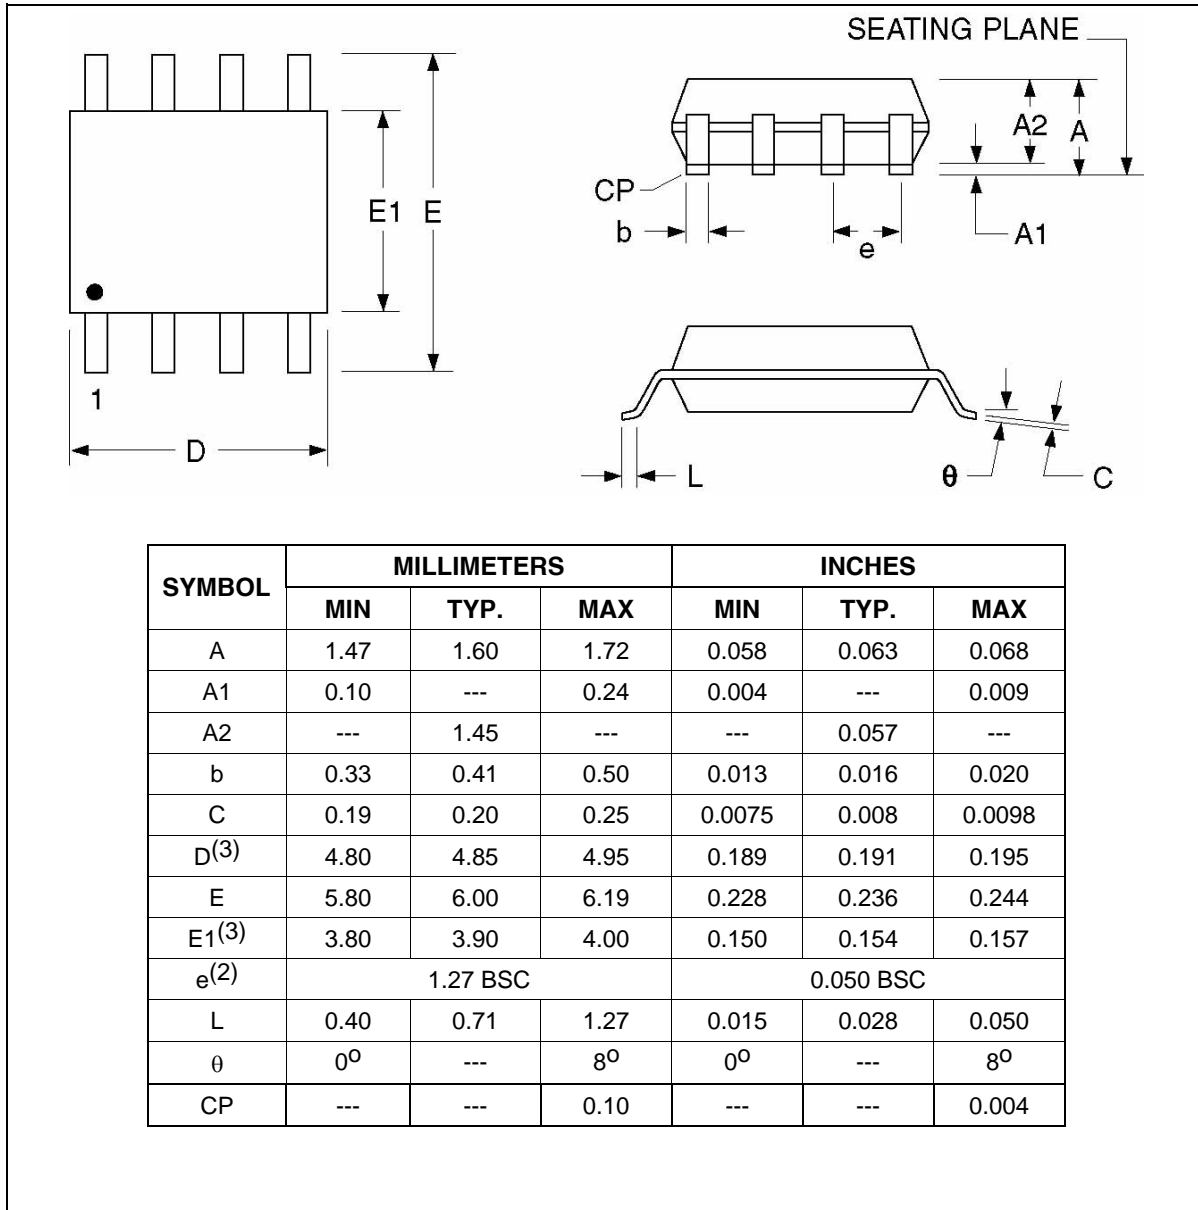 SEATING PLANE
A2 A
E1 E
CP
b e A1
1
D
L θ C
SYMBOL MILLIMETERS INCHES
MIN TYP. MAX MIN TYP. MAX
A 1.47 1.60 1.72 0.058 0.063 0.068
A1 0.10 --- 0.24 0.004 --- 0.009
A2 --- 1.45 --- --- 0.057 ---
b 0.33 0.41 0.50 0.013 0.016 0.020
C 0.19 0.20 0.25 0.0075 0.008 0.0098
D(3) 4.80 4.85 4.95 0.189 0.191 0.195
E 5.80 6.00 6.19 0.228 0.236 0.244
E1(3) 3.80 3.90 4.00 0.150 0.154 0.157
e(2) 1.27 BSC 0.050 BSC
L 0.40 0.71 1.27 0.015 0.028 0.050
θ 0o --- 8o 0o --- 8o
CP --- --- 0.10 --- --- 0.004